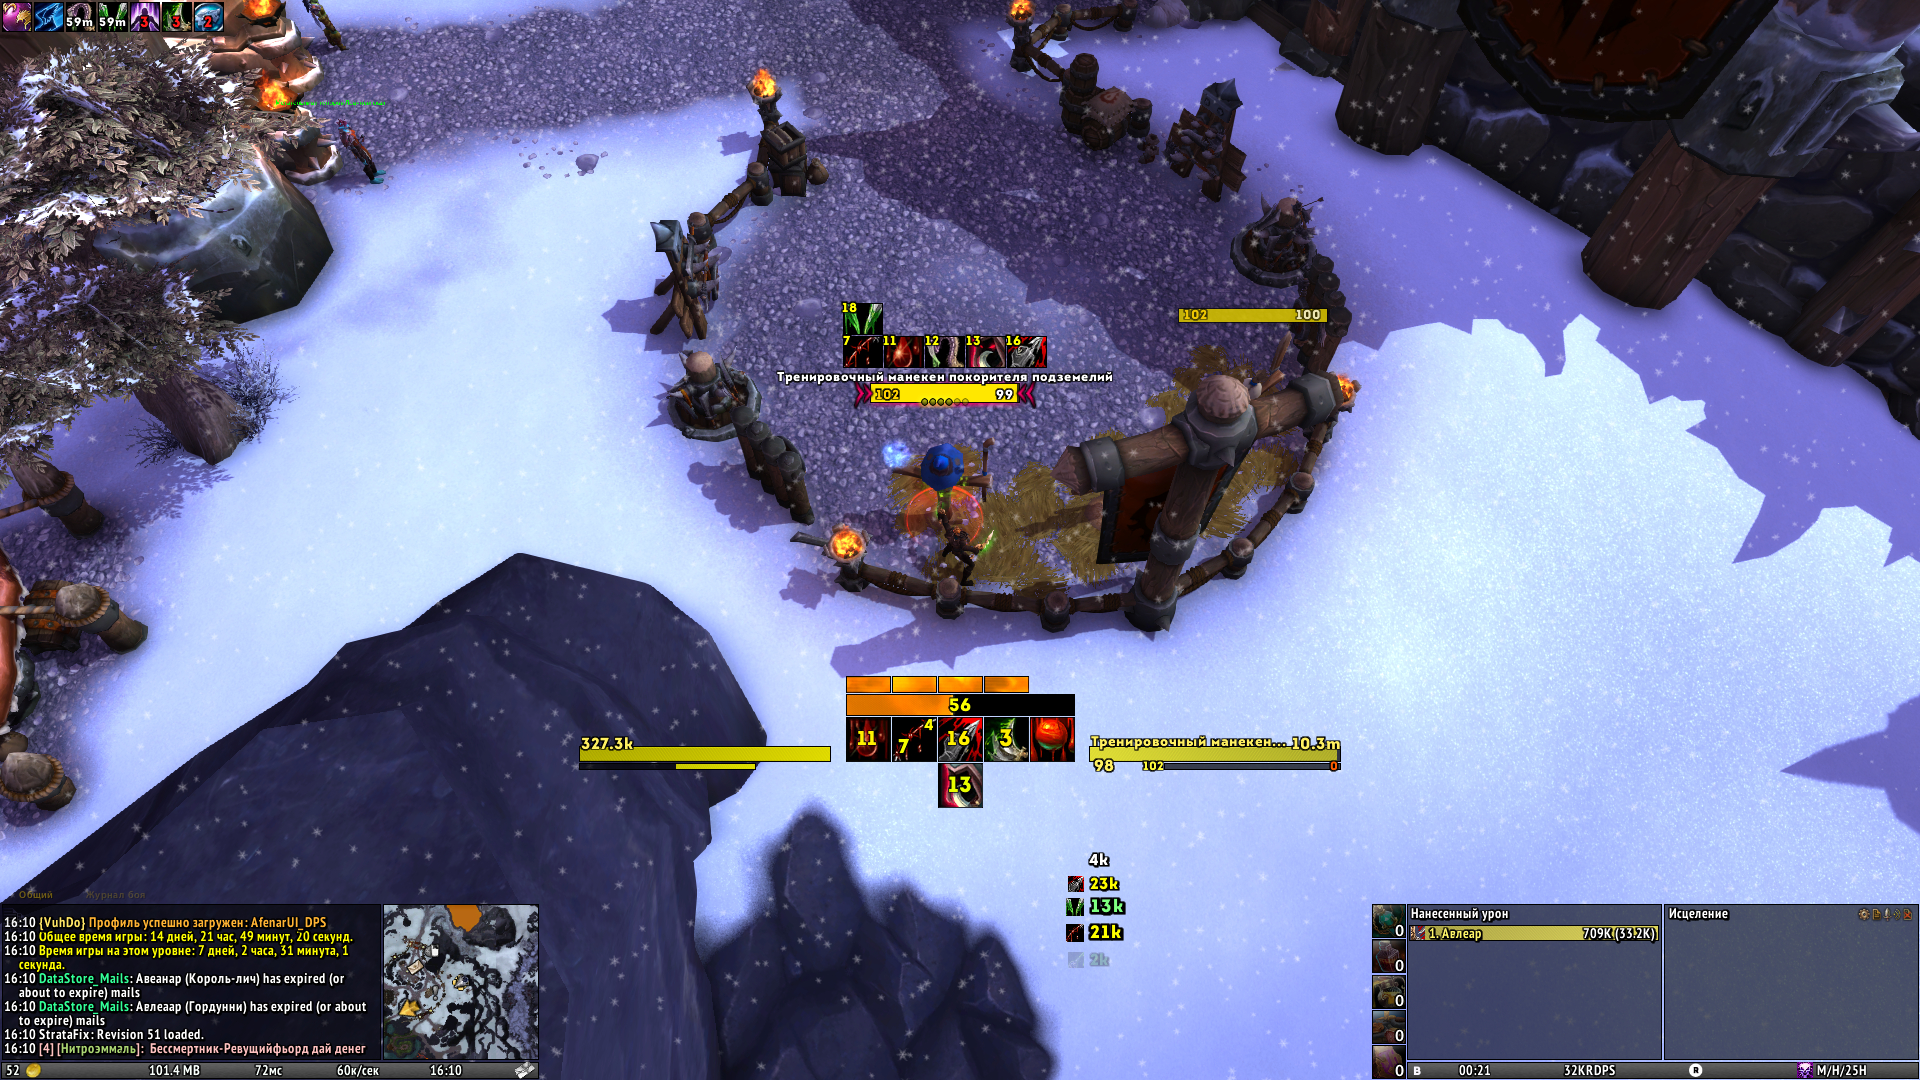 59m 59m 3 3 2
18
7 11 12 13 16
Тренировочный манекен покорителя подземелий
102 99
102 100
56
11 7 4 16 3
13
327.3k
Тренировочный манекен... 10.3m
98 102 0
4k
23k
13k
21k
2k
Общий Журнал боя
16:10 {VuhDo} Профиль успешно загружен: AfenarUI_DPS
16:10 Общее время игры: 14 дней, 21 час, 49 минут, 20 секунд.
16:10 Время игры на этом уровне: 7 дней, 2 часа, 31 минута, 1
секунда.
16:10 DataStore_Mails: Авеанар (Король-лич) has expired (or
about to expire) mails
16:10 DataStore_Mails: Авлеаар (Гордунни) has expired (or about
to expire) mails
16:10 StrataFix: Revision 51 loaded.
16:10 [4] [Нитроэммаль]: Бессмертник-Ревущийфьорд дай денег
52 101.4 MB 72мс 60к/сек 16:10
0
0
0
0
0
Нанесенный урон
1. Авлеар 709K (33.2K)
Исцеление
B 00:21 32KRDPS R M/H/25H